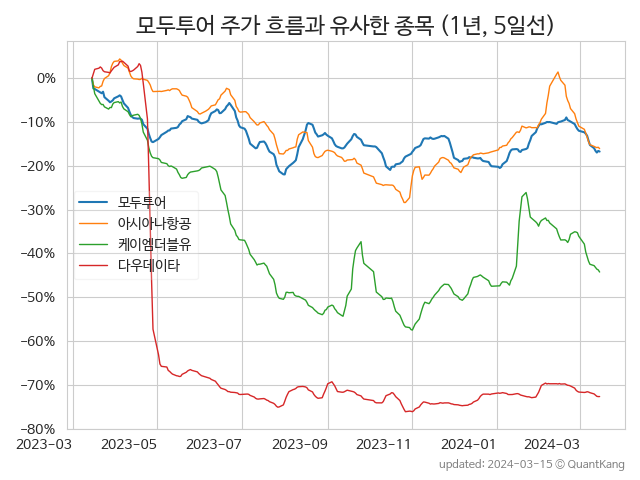 모두투어 주가 흐름과 유사한 종목 (1년, 5일선)
0%
-10%
-20%
-30%
-40%
-50%
-60%
-70%
-80%
모두투어
아시아나항공
케이엠더블유
다우데이타
2023-03 2023-05 2023-07 2023-09 2023-11 2024-01 2024-03
updated: 2024-03-15 © QuantKang